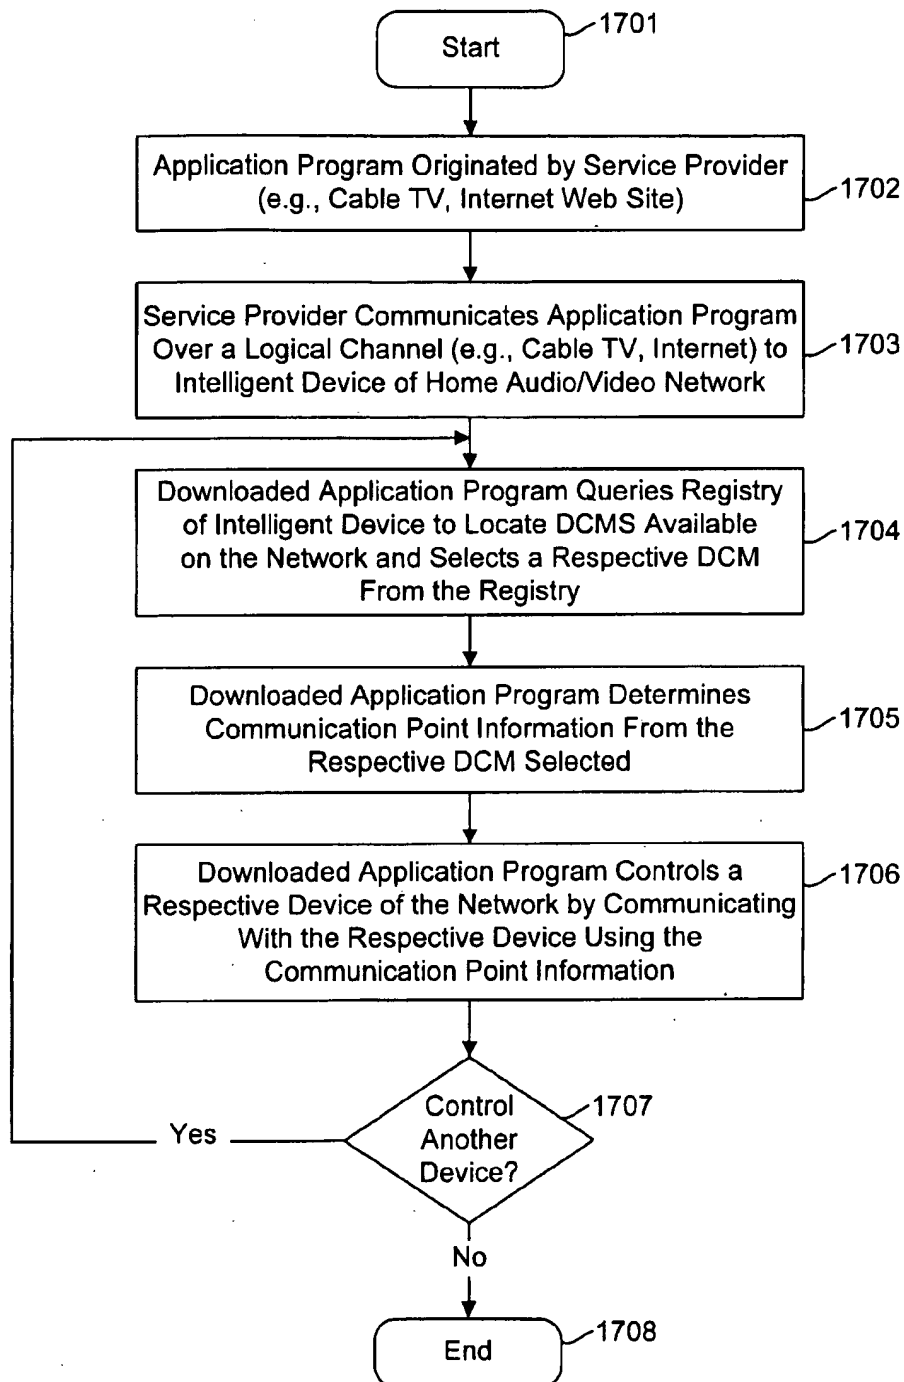 Start
1701
Application Program Originated by Service Provider
(e.g., Cable TV, Internet Web Site)
1702
Service Provider Communicates Application Program
Over a Logical Channel (e.g., Cable TV, Internet) to
Intelligent Device of Home Audio/Video Network
1703
Downloaded Application Program Queries Registry
of Intelligent Device to Locate DCMS Available
on the Network and Selects a Respective DCM
From the Registry
1704
Downloaded Application Program Determines
Communication Point Information From the
Respective DCM Selected
1705
Downloaded Application Program Controls a
Respective Device of the Network by Communicating
With the Respective Device Using the
Communication Point Information
1706
Control
Another
Device?
1707
Yes
No
End
1708